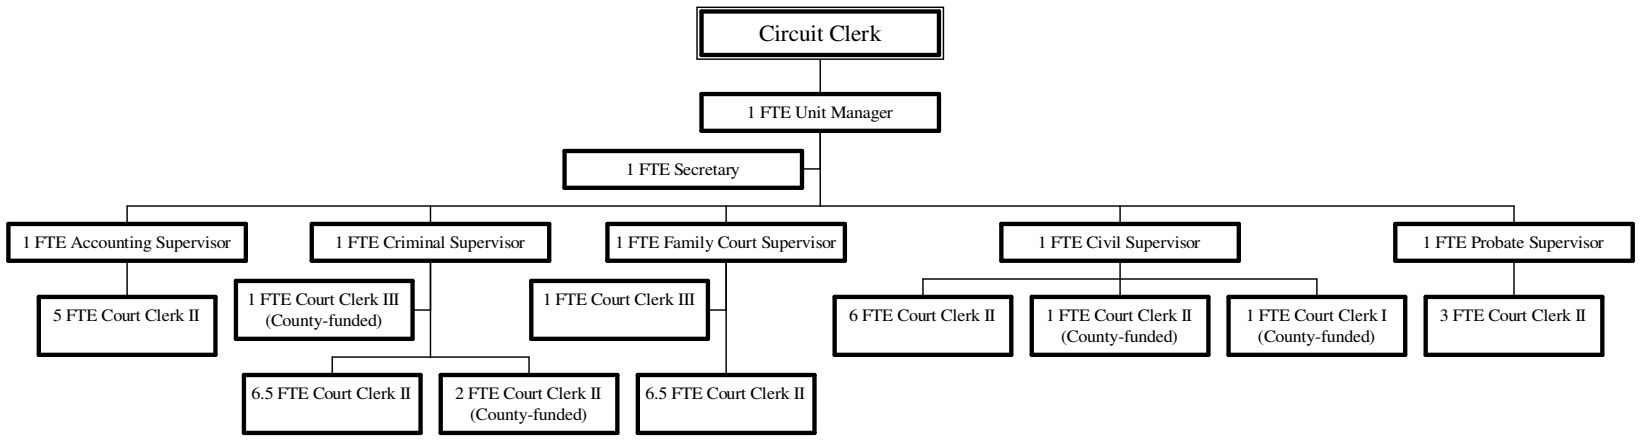 Circuit Clerk
1 FTE Unit Manager
1 FTE Secretary
1 FTE Accounting Supervisor
1 FTE Criminal Supervisor
1 FTE Family Court Supervisor
1 FTE Civil Supervisor
1 FTE Probate Supervisor
5 FTE Court Clerk II
1 FTE Court Clerk III
(County-funded)
1 FTE Court Clerk III
6 FTE Court Clerk II
1 FTE Court Clerk II
(County-funded)
1 FTE Court Clerk I
(County-funded)
3 FTE Court Clerk II
6.5 FTE Court Clerk II
2 FTE Court Clerk II
(County-funded)
6.5 FTE Court Clerk II